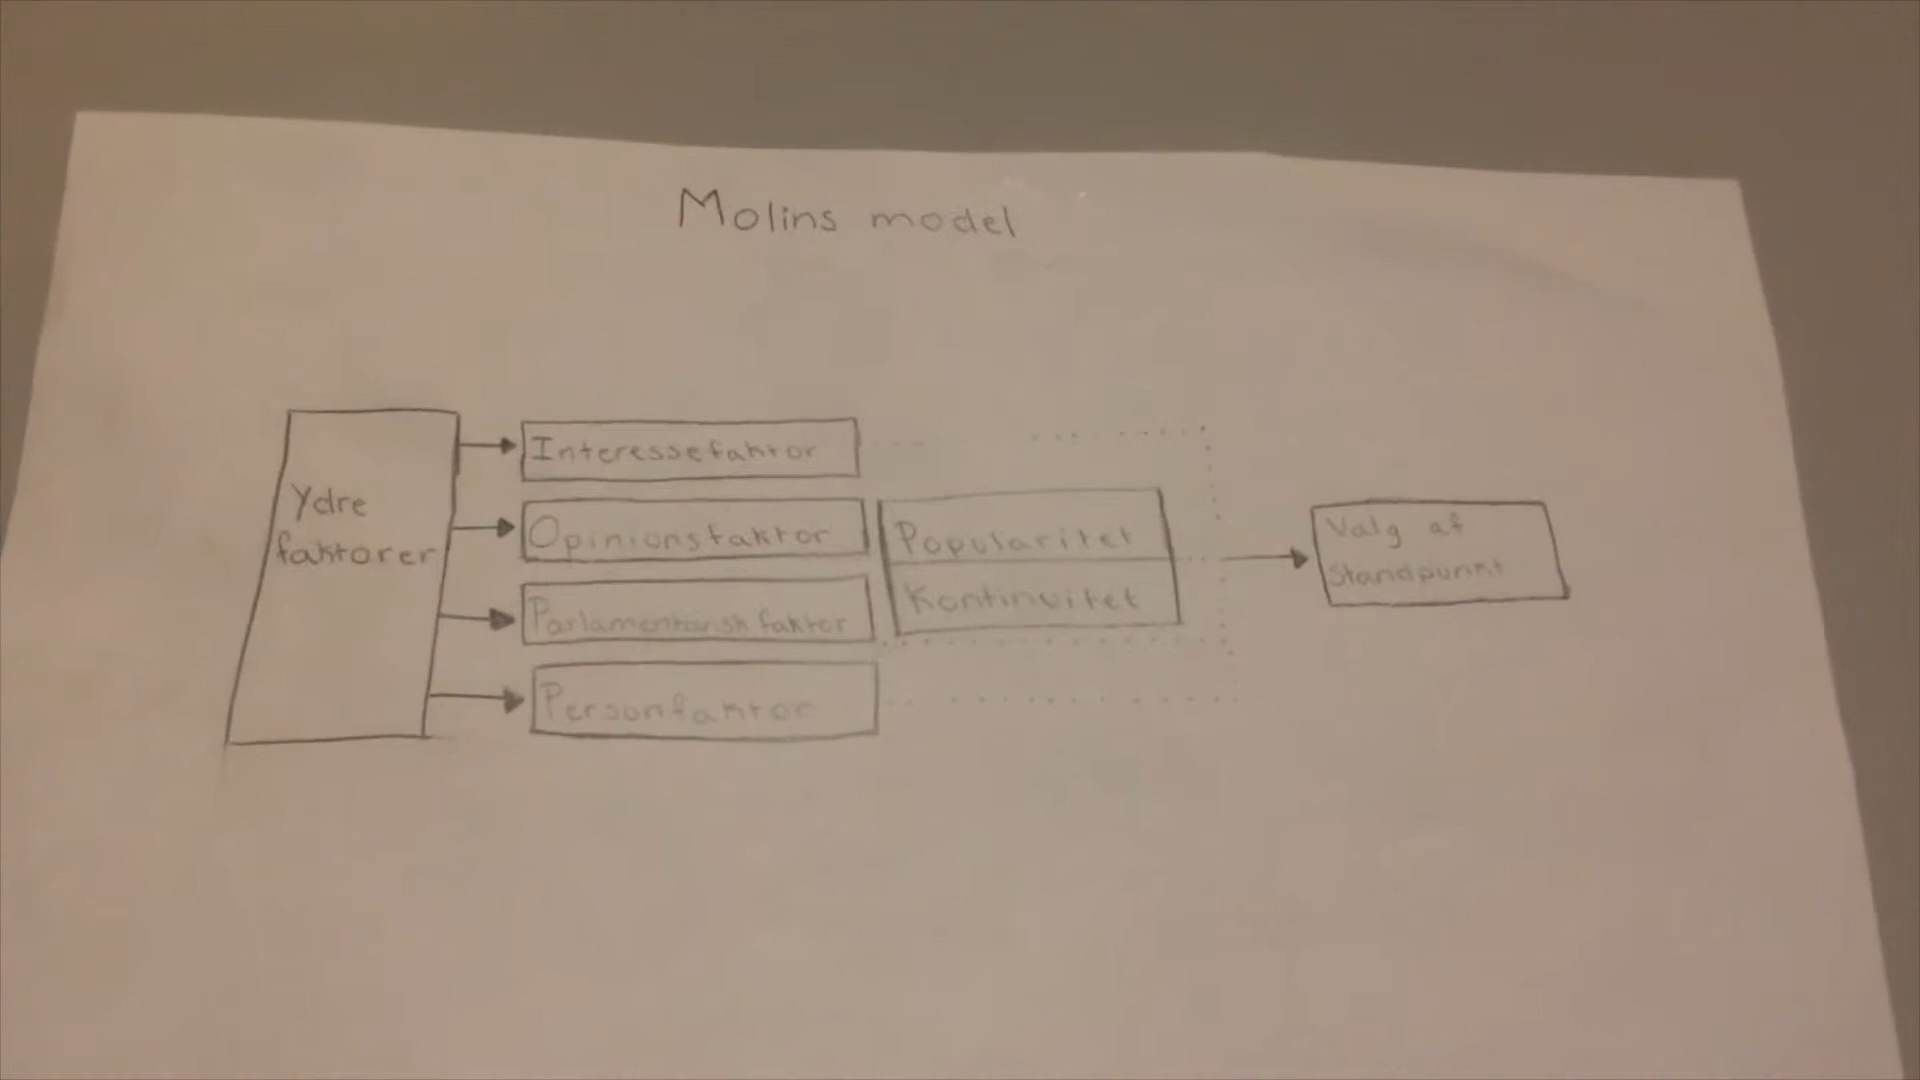 Molins model
Ydre
faktorer
Interessefaktor
Opinionsfaktor
Parlamentarisk faktor
Personfaktor
Popularitet
Kontinuitet
Valg af
Standpunkt